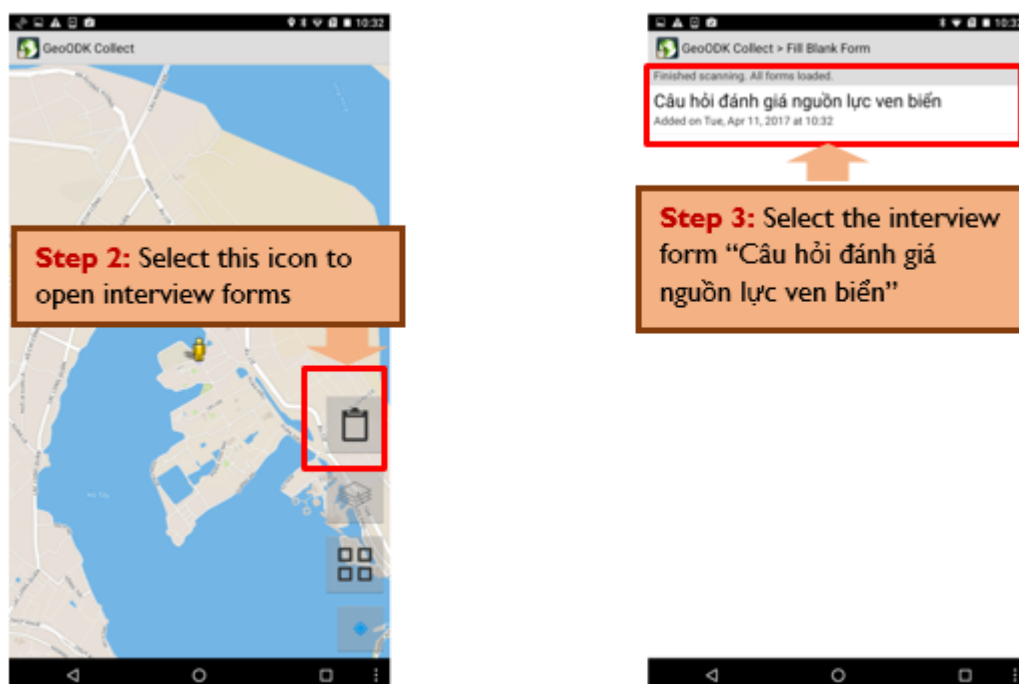 10:32
GeoODK Collect
Step 2: Select this icon to
open interview forms
10:32
GeoODK Collect > Fill Blank Form
Finished scanning. All forms loaded.
Câu hỏi đánh giá nguồn lực ven biển
Added on Tue, Apr 11, 2017 at 10:32
Step 3: Select the interview
form “Câu hỏi đánh giá
nguồn lực ven biển”